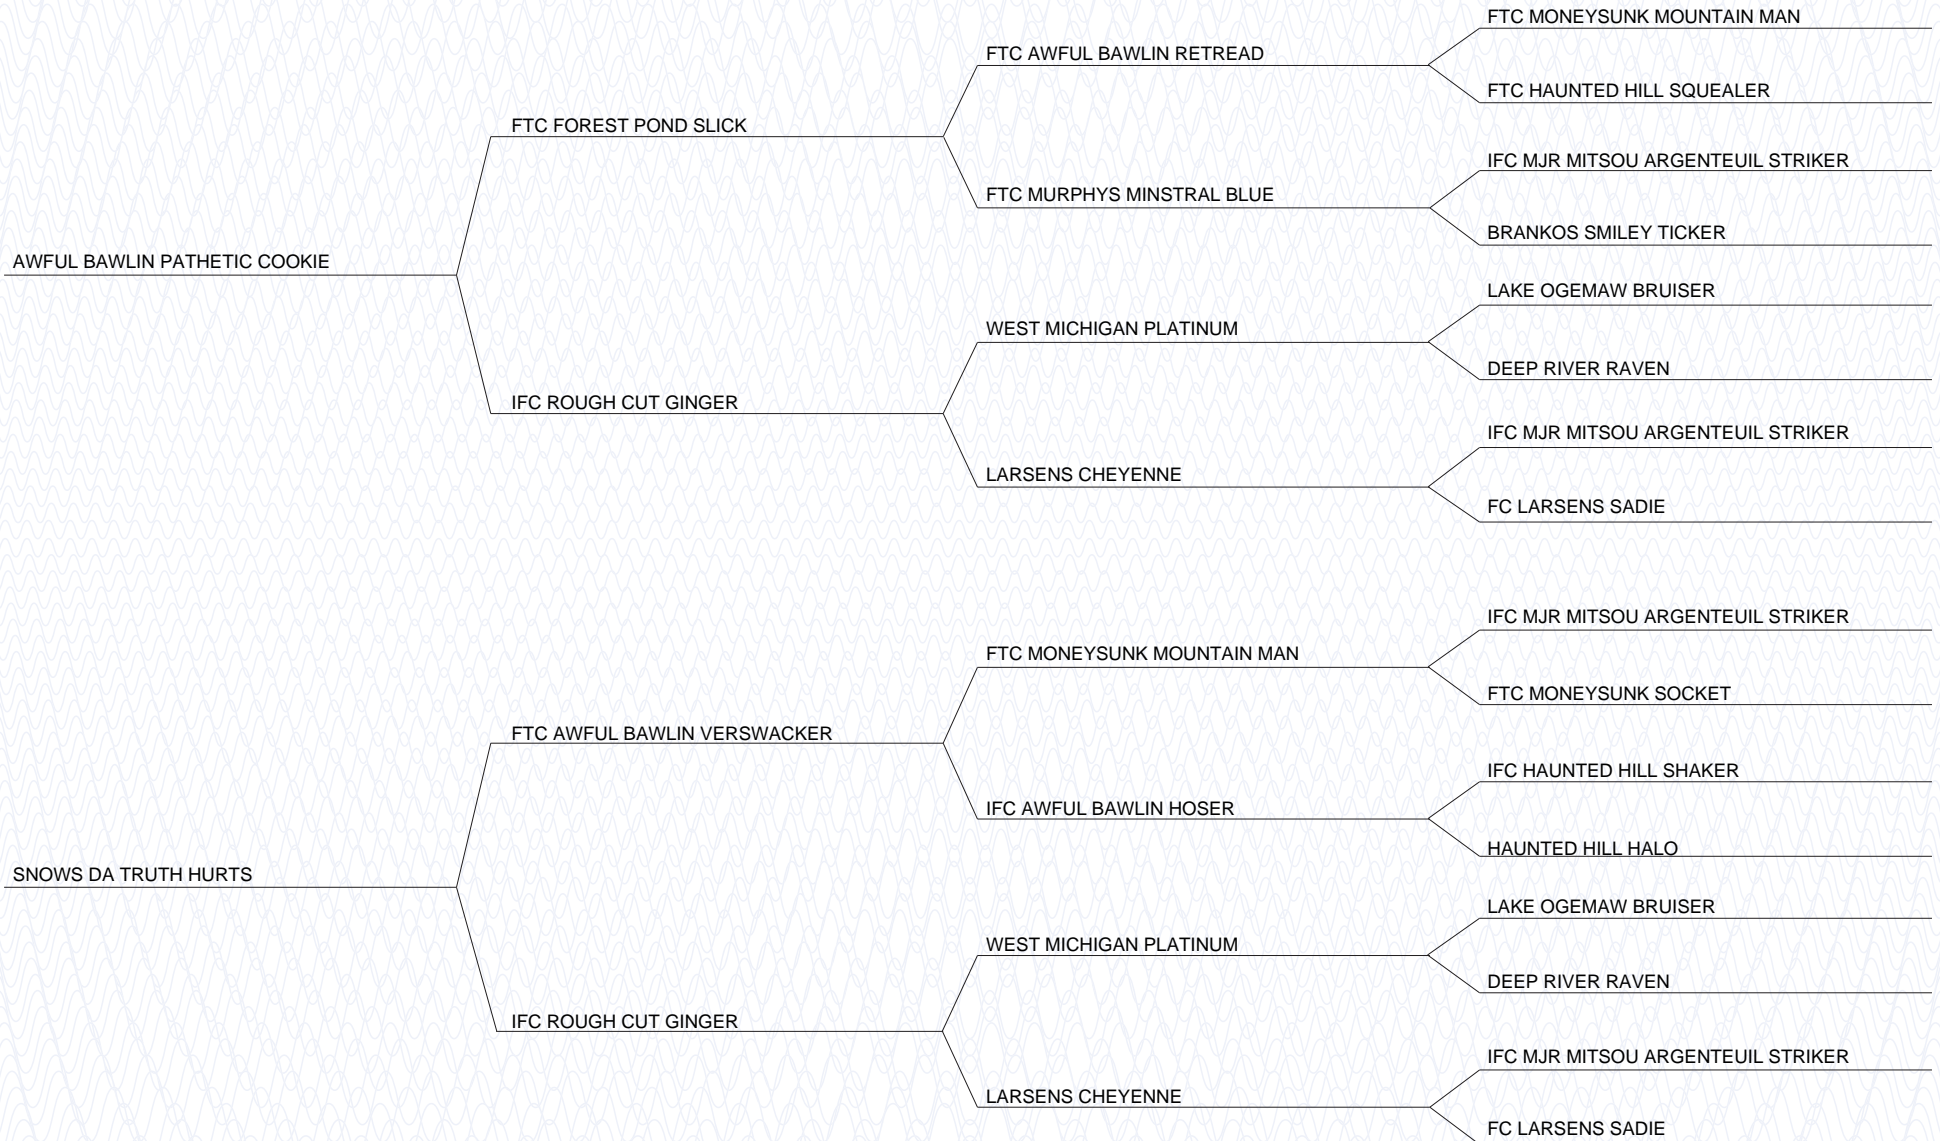 FTC MONEYSUNK MOUNTAIN MAN
FTC AWFUL BAWLIN RETREAD
FTC HAUNTED HILL SQUEALER
FTC FOREST POND SLICK
IFC MJR MITSOU ARGENTEUIL STRIKER
FTC MURPHYS MINSTRAL BLUE
BRANKOS SMILEY TICKER
AWFUL BAWLIN PATHETIC COOKIE
LAKE OGEMAW BRUISER
WEST MICHIGAN PLATINUM
DEEP RIVER RAVEN
IFC ROUGH CUT GINGER
IFC MJR MITSOU ARGENTEUIL STRIKER
LARSENS CHEYENNE
FC LARSENS SADIE
IFC MJR MITSOU ARGENTEUIL STRIKER
FTC MONEYSUNK MOUNTAIN MAN
FTC MONEYSUNK SOCKET
FTC AWFUL BAWLIN VERSWACKER
IFC HAUNTED HILL SHAKER
IFC AWFUL BAWLIN HOSER
HAUNTED HILL HALO
SNOWS DA TRUTH HURTS
LAKE OGEMAW BRUISER
WEST MICHIGAN PLATINUM
DEEP RIVER RAVEN
IFC ROUGH CUT GINGER
IFC MJR MITSOU ARGENTEUIL STRIKER
LARSENS CHEYENNE
FC LARSENS SADIE